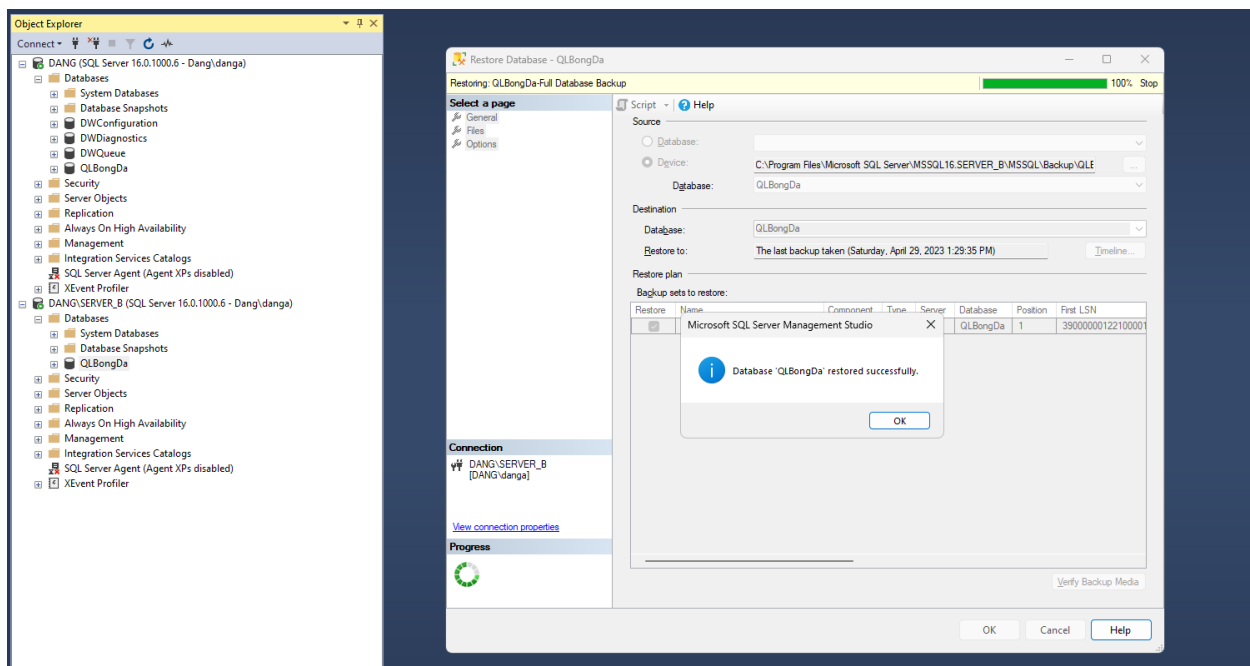 Object Explorer
Connect
DANG (SQL Server 16.0.1000.6 - Dang\danga)
Databases
System Databases
Database Snapshots
DWConfiguration
DWDiagnostics
DWQueue
QLBongDa
Security
Server Objects
Replication
Always On High Availability
Management
Integration Services Catalogs
SQL Server Agent (Agent XPs disabled)
XEvent Profiler
DANG\SERVER_B (SQL Server 16.0.1000.6 - Dang\danga)
Databases
System Databases
Database Snapshots
QLBongDa
Security
Server Objects
Replication
Always On High Availability
Management
Integration Services Catalogs
SQL Server Agent (Agent XPs disabled)
XEvent Profiler
Restore Database - QLBongDa
Restoring: QLBongDa-Full Database Backup 100% Stop
Select a page
General
Files
Options
Script Help
Source
Database:
Device: C:\Program Files\Microsoft SQL Server\MSSQL16.SERVER_B\MSSQL\Backup\QLE ...
Database: QLBongDa
Destination
Database: QLBongDa
Restore to: The last backup taken (Saturday, April 29, 2023 1:29:35 PM) Timeline...
Restore plan
Backup sets to restore:
Restore Name Component Type Server Database Position First LSN
QLBongDa 1 39000000122100001
Microsoft SQL Server Management Studio
Database 'QLBongDa' restored successfully.
OK
Connection
DANG\SERVER_B
[DANG\danga]
View connection properties
Progress
Verify Backup Media
OK Cancel Help